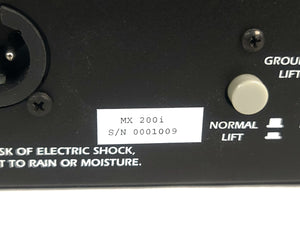 GROU
LIFT
MX 200i
S/N 0001009
NORMAL
LIFT
SK OF ELECTRIC SHOCK,
T TO RAIN OR MOISTURE.